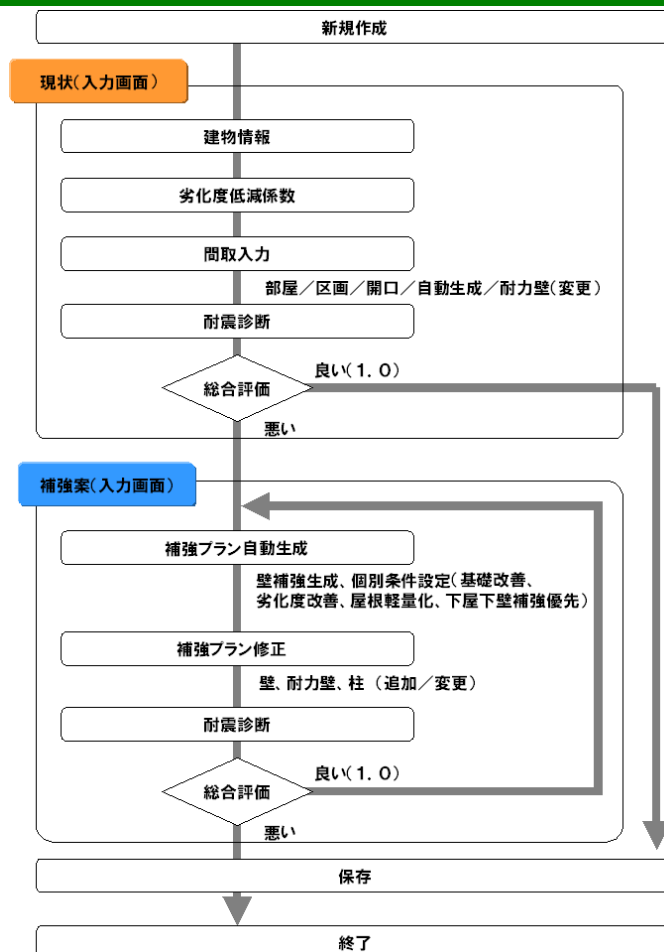 新規作成
現状(入力画面)
建物情報
劣化度低減係数
間取入力
部屋／区画／開口／自動生成／耐力壁(変更)
耐震診断
良い(1．0)
総合評価
悪い
補強案(入力画面)
補強プラン自動生成
壁補強生成、個別条件設定(基礎改善、
劣化度改善、屋根軽量化、下屋下壁補強優先)
補強プラン修正
壁、耐力壁、柱 (追加／変更)
耐震診断
良い(1．0)
総合評価
悪い
保存
終了